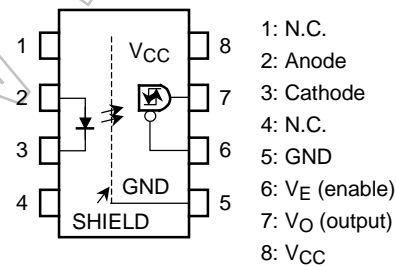 1
2
3
4
VCC
GND
SHIELD
8
7
6
5
1: N.C.
2: Anode
3: Cathode
4: N.C.
5: GND
6: VE (enable)
7: VO (output)
8: VCC